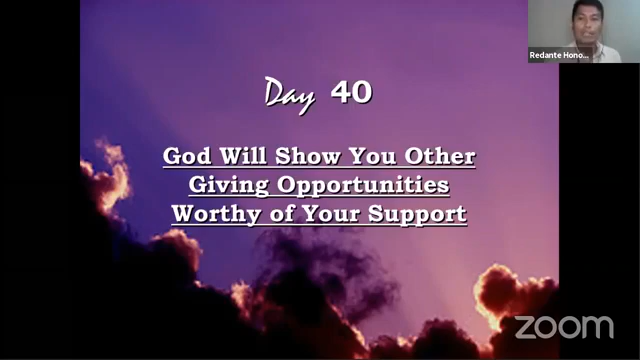 Redante Hono...
Day 40
God Will Show You Other
Giving Opportunities
Worthy of Your Support
zoom